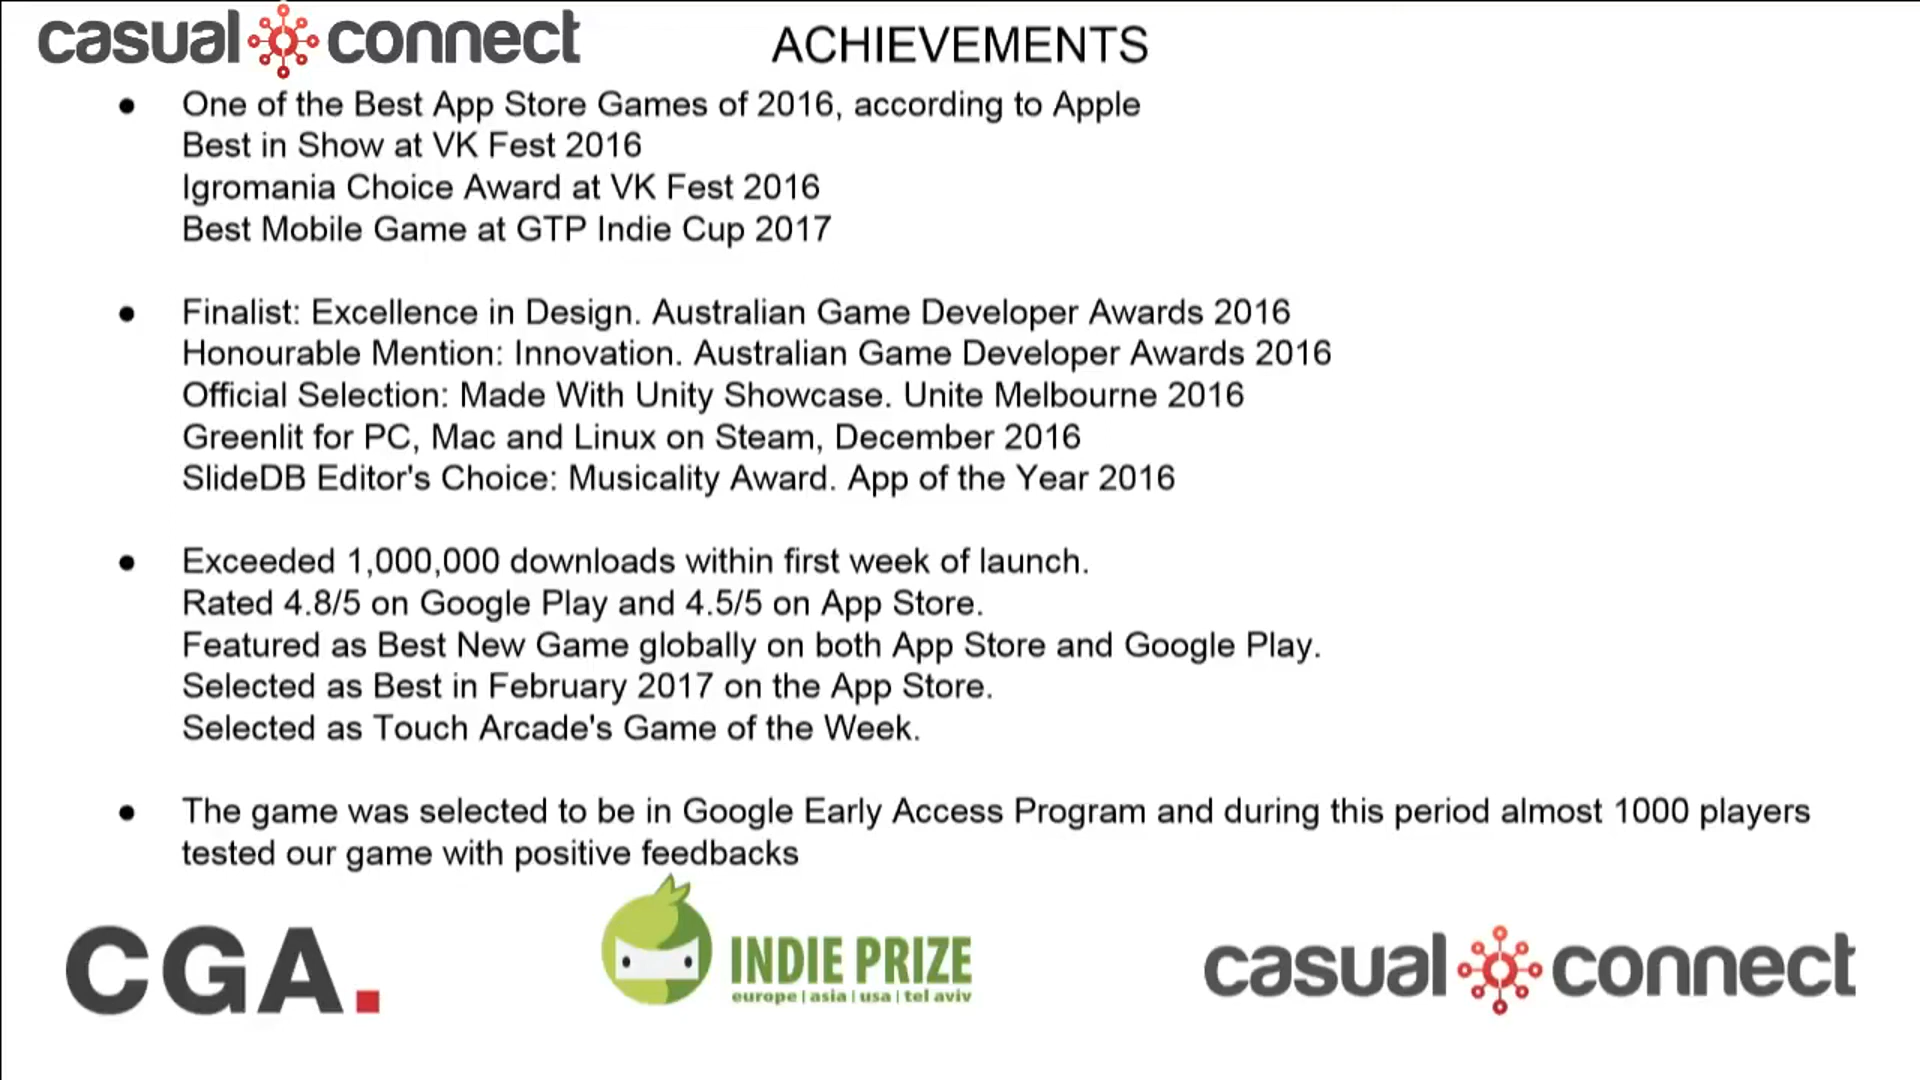 casual connect
ACHIEVEMENTS
● One of the Best App Store Games of 2016, according to Apple
Best in Show at VK Fest 2016
Igromania Choice Award at VK Fest 2016
Best Mobile Game at GTP Indie Cup 2017
● Finalist: Excellence in Design. Australian Game Developer Awards 2016
Honourable Mention: Innovation. Australian Game Developer Awards 2016
Official Selection: Made With Unity Showcase. Unite Melbourne 2016
Greenlit for PC, Mac and Linux on Steam, December 2016
SlideDB Editor's Choice: Musicality Award. App of the Year 2016
● Exceeded 1,000,000 downloads within first week of launch.
Rated 4.8/5 on Google Play and 4.5/5 on App Store.
Featured as Best New Game globally on both App Store and Google Play.
Selected as Best in February 2017 on the App Store.
Selected as Touch Arcade's Game of the Week.
● The game was selected to be in Google Early Access Program and during this period almost 1000 players
tested our game with positive feedbacks
CGA.
INDIE PRIZE
europe | asia | usa | tel aviv
casual connect